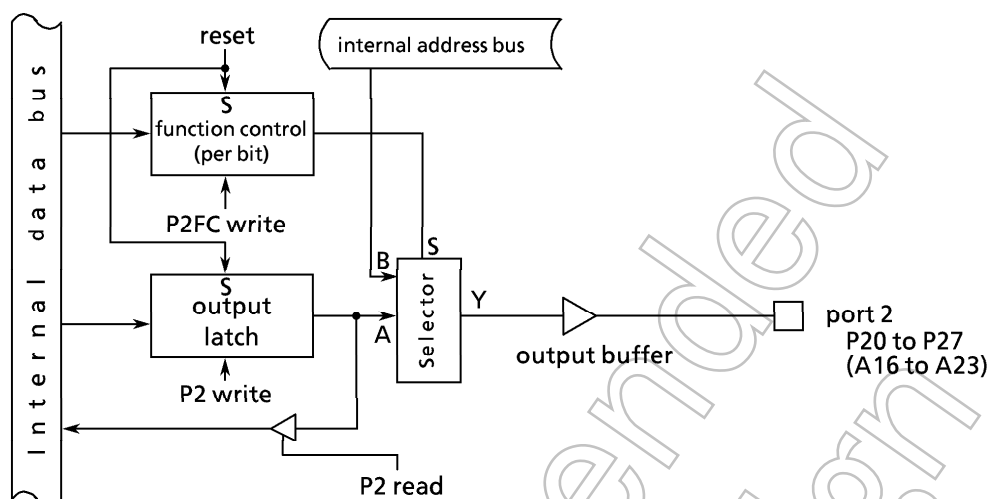 Internal data bus
reset
internal address bus
S
function control
(per bit)
P2FC write
S
output
latch
P2 write
B
A
S
Selector
Y
output buffer
port 2
P20 to P27
(A16 to A23)
P2 read
ended